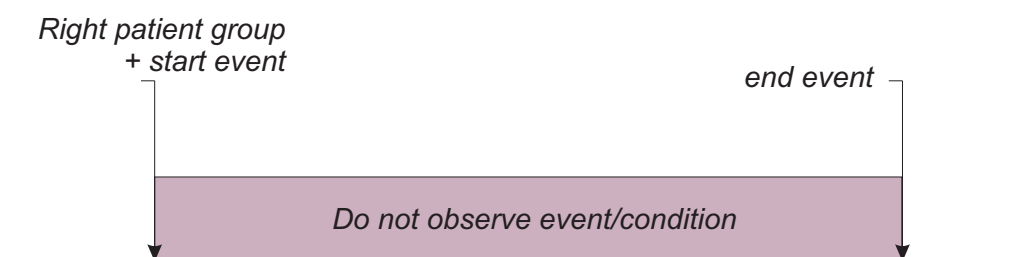 Right patient group
+ start event
end event
Do not observe event/condition